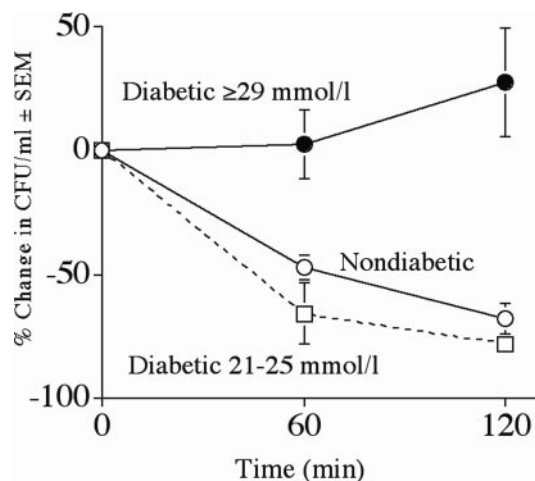 % Change in CFU/ml ± SEM
50
0
-50
-100
Diabetic ≥29 mmol/l
Nondiabetic
Diabetic 21-25 mmol/l
0
60
120
Time (min)